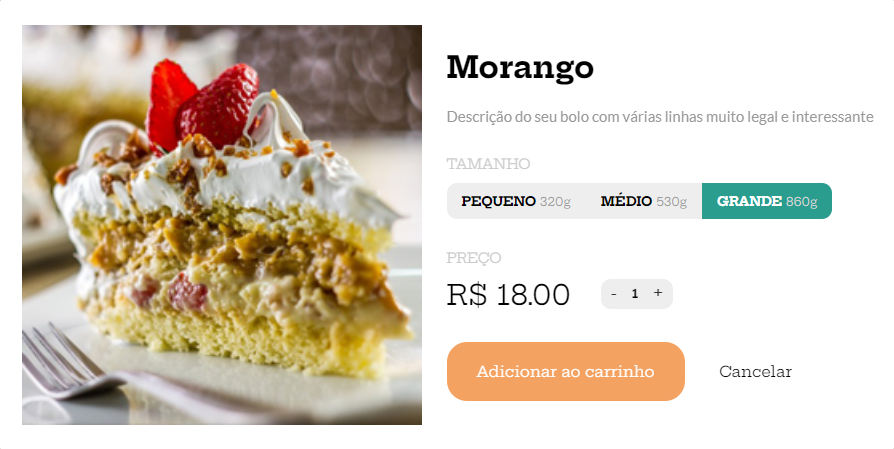 Morango
Descrição do seu bolo com várias linhas muito legal e interessante
TAMANHO
PEQUENO 320g MÉDIO 530g GRANDE 860g
PREÇO
R$ 18.00 - 1 +
Adicionar ao carrinho Cancelar